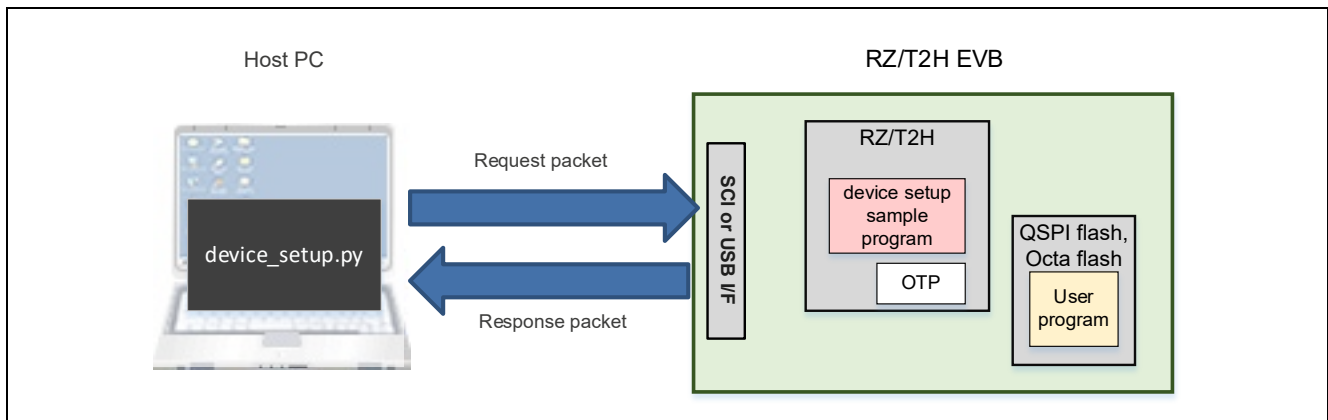 Host PC
RZ/T2H EVB
device_setup.py
Request packet
Response packet
SCI or USB I/F
RZ/T2H
device setup
sample
program
OTP
QSPI flash,
Octa flash
User
program